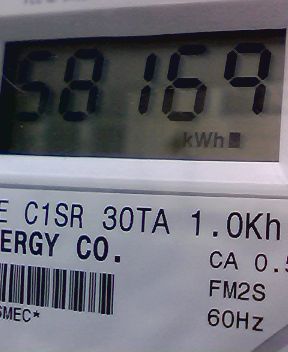 58169
kWh
E C1SR 30TA 1.0Kh
ERGY CO.
CA 0.5
FM2S
SMEC*
60Hz